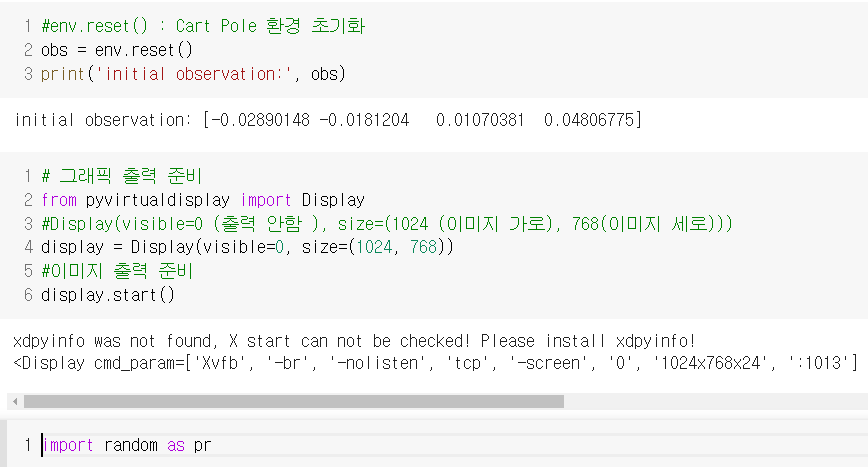 1 #env.reset() : Cart Pole 환경 초기화
2 obs = env.reset()
3 print('initial observation:', obs)
initial observation: [-0.02890148 -0.0181204   0.01070381  0.04806775]
1 # 그래픽 출력 준비
2 from pyvirtualdisplay import Display
3 #Display(visible=0 (출력 안함 ), size=(1024 (이미지 가로), 768(이미지 세로)))
4 display = Display(visible=0, size=(1024, 768))
5 #이미지 출력 준비
6 display.start()
xdpyinfo was not found, X start can not be checked! Please install xdpyinfo!
<Display cmd_param=['Xvfb', '-br', '-nolisten', 'tcp', '-screen', '0', '1024x768x24', ':1013']
1 import random as pr